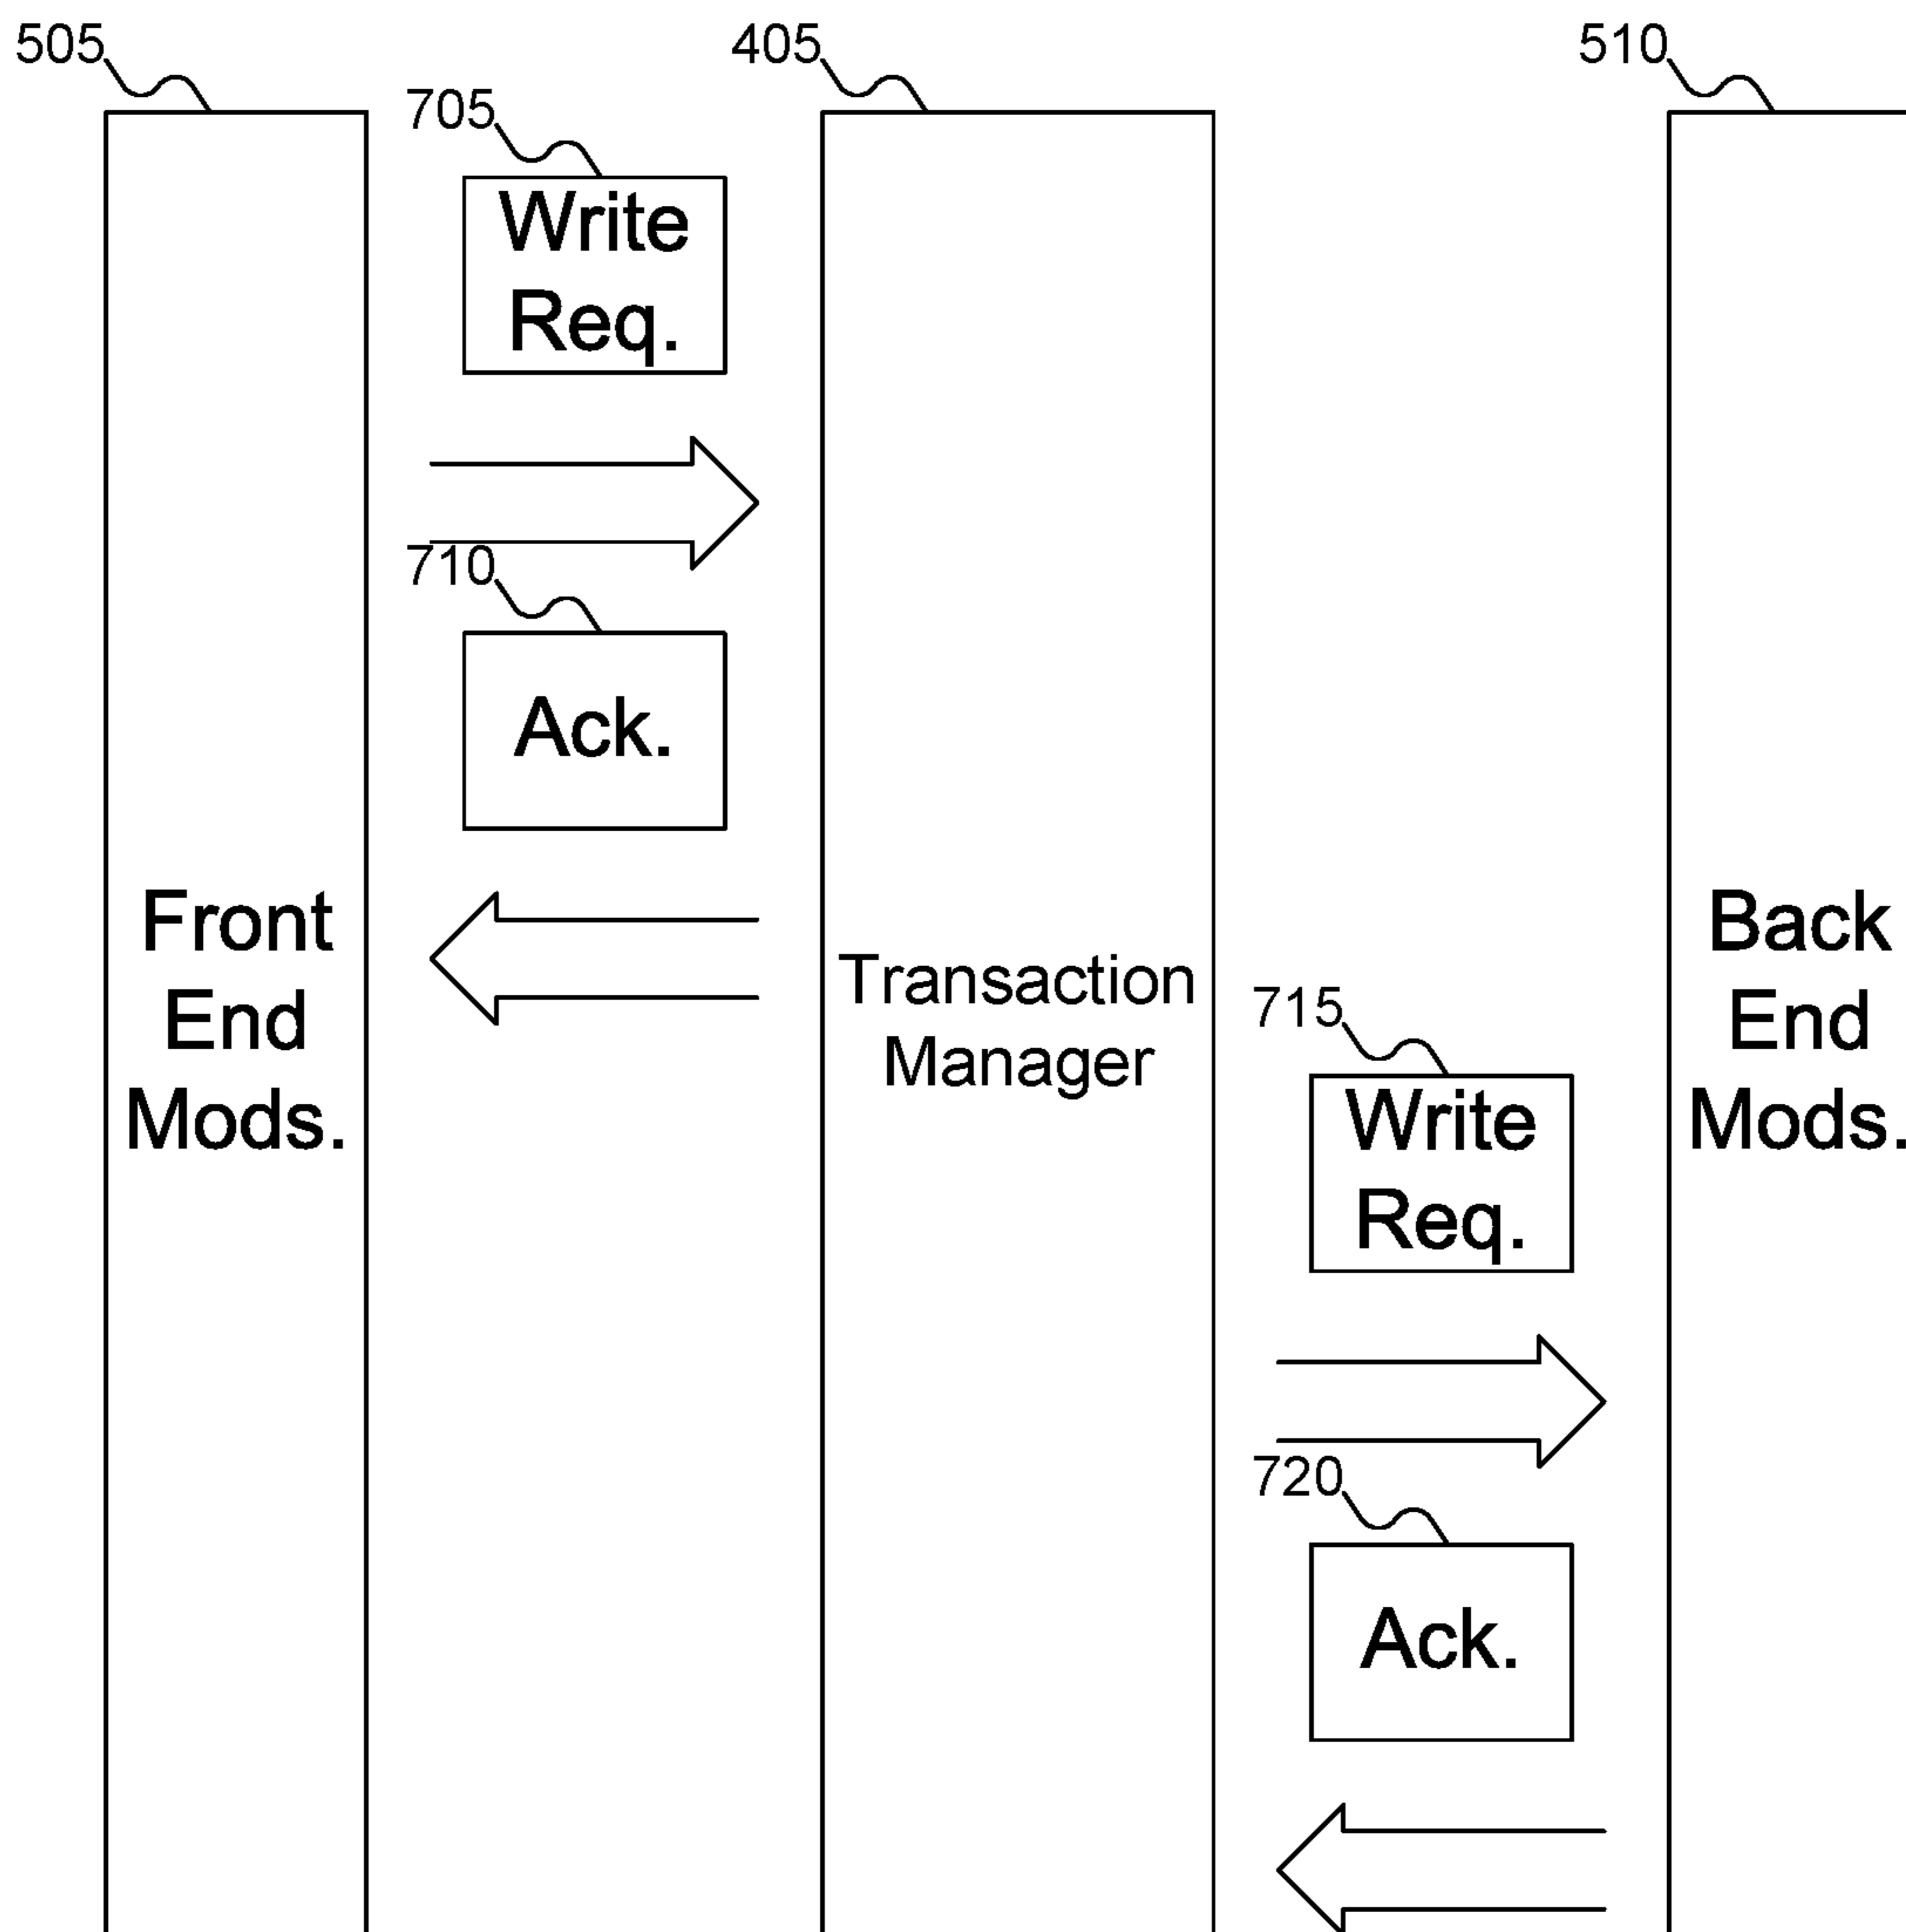 505
405
510
705
Write
Req.
710
Ack.
Front
End
Mods.
Transaction
Manager
Back
End
Mods.
715
Write
Req.
720
Ack.